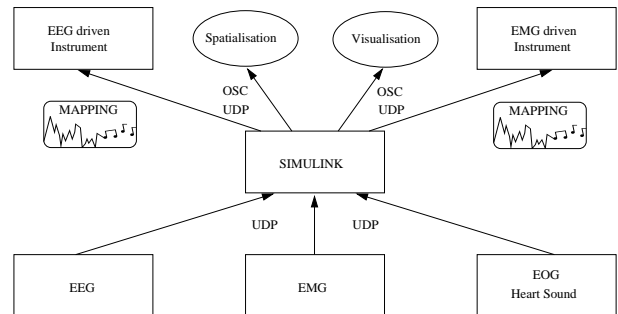 EEG driven
Instrument
Spatialisation
Visualisation
EMG driven
Instrument
OSC
UDP
OSC
UDP
MAPPING
MAPPING
SIMULINK
UDP
UDP
EEG
EMG
EOG
Heart Sound